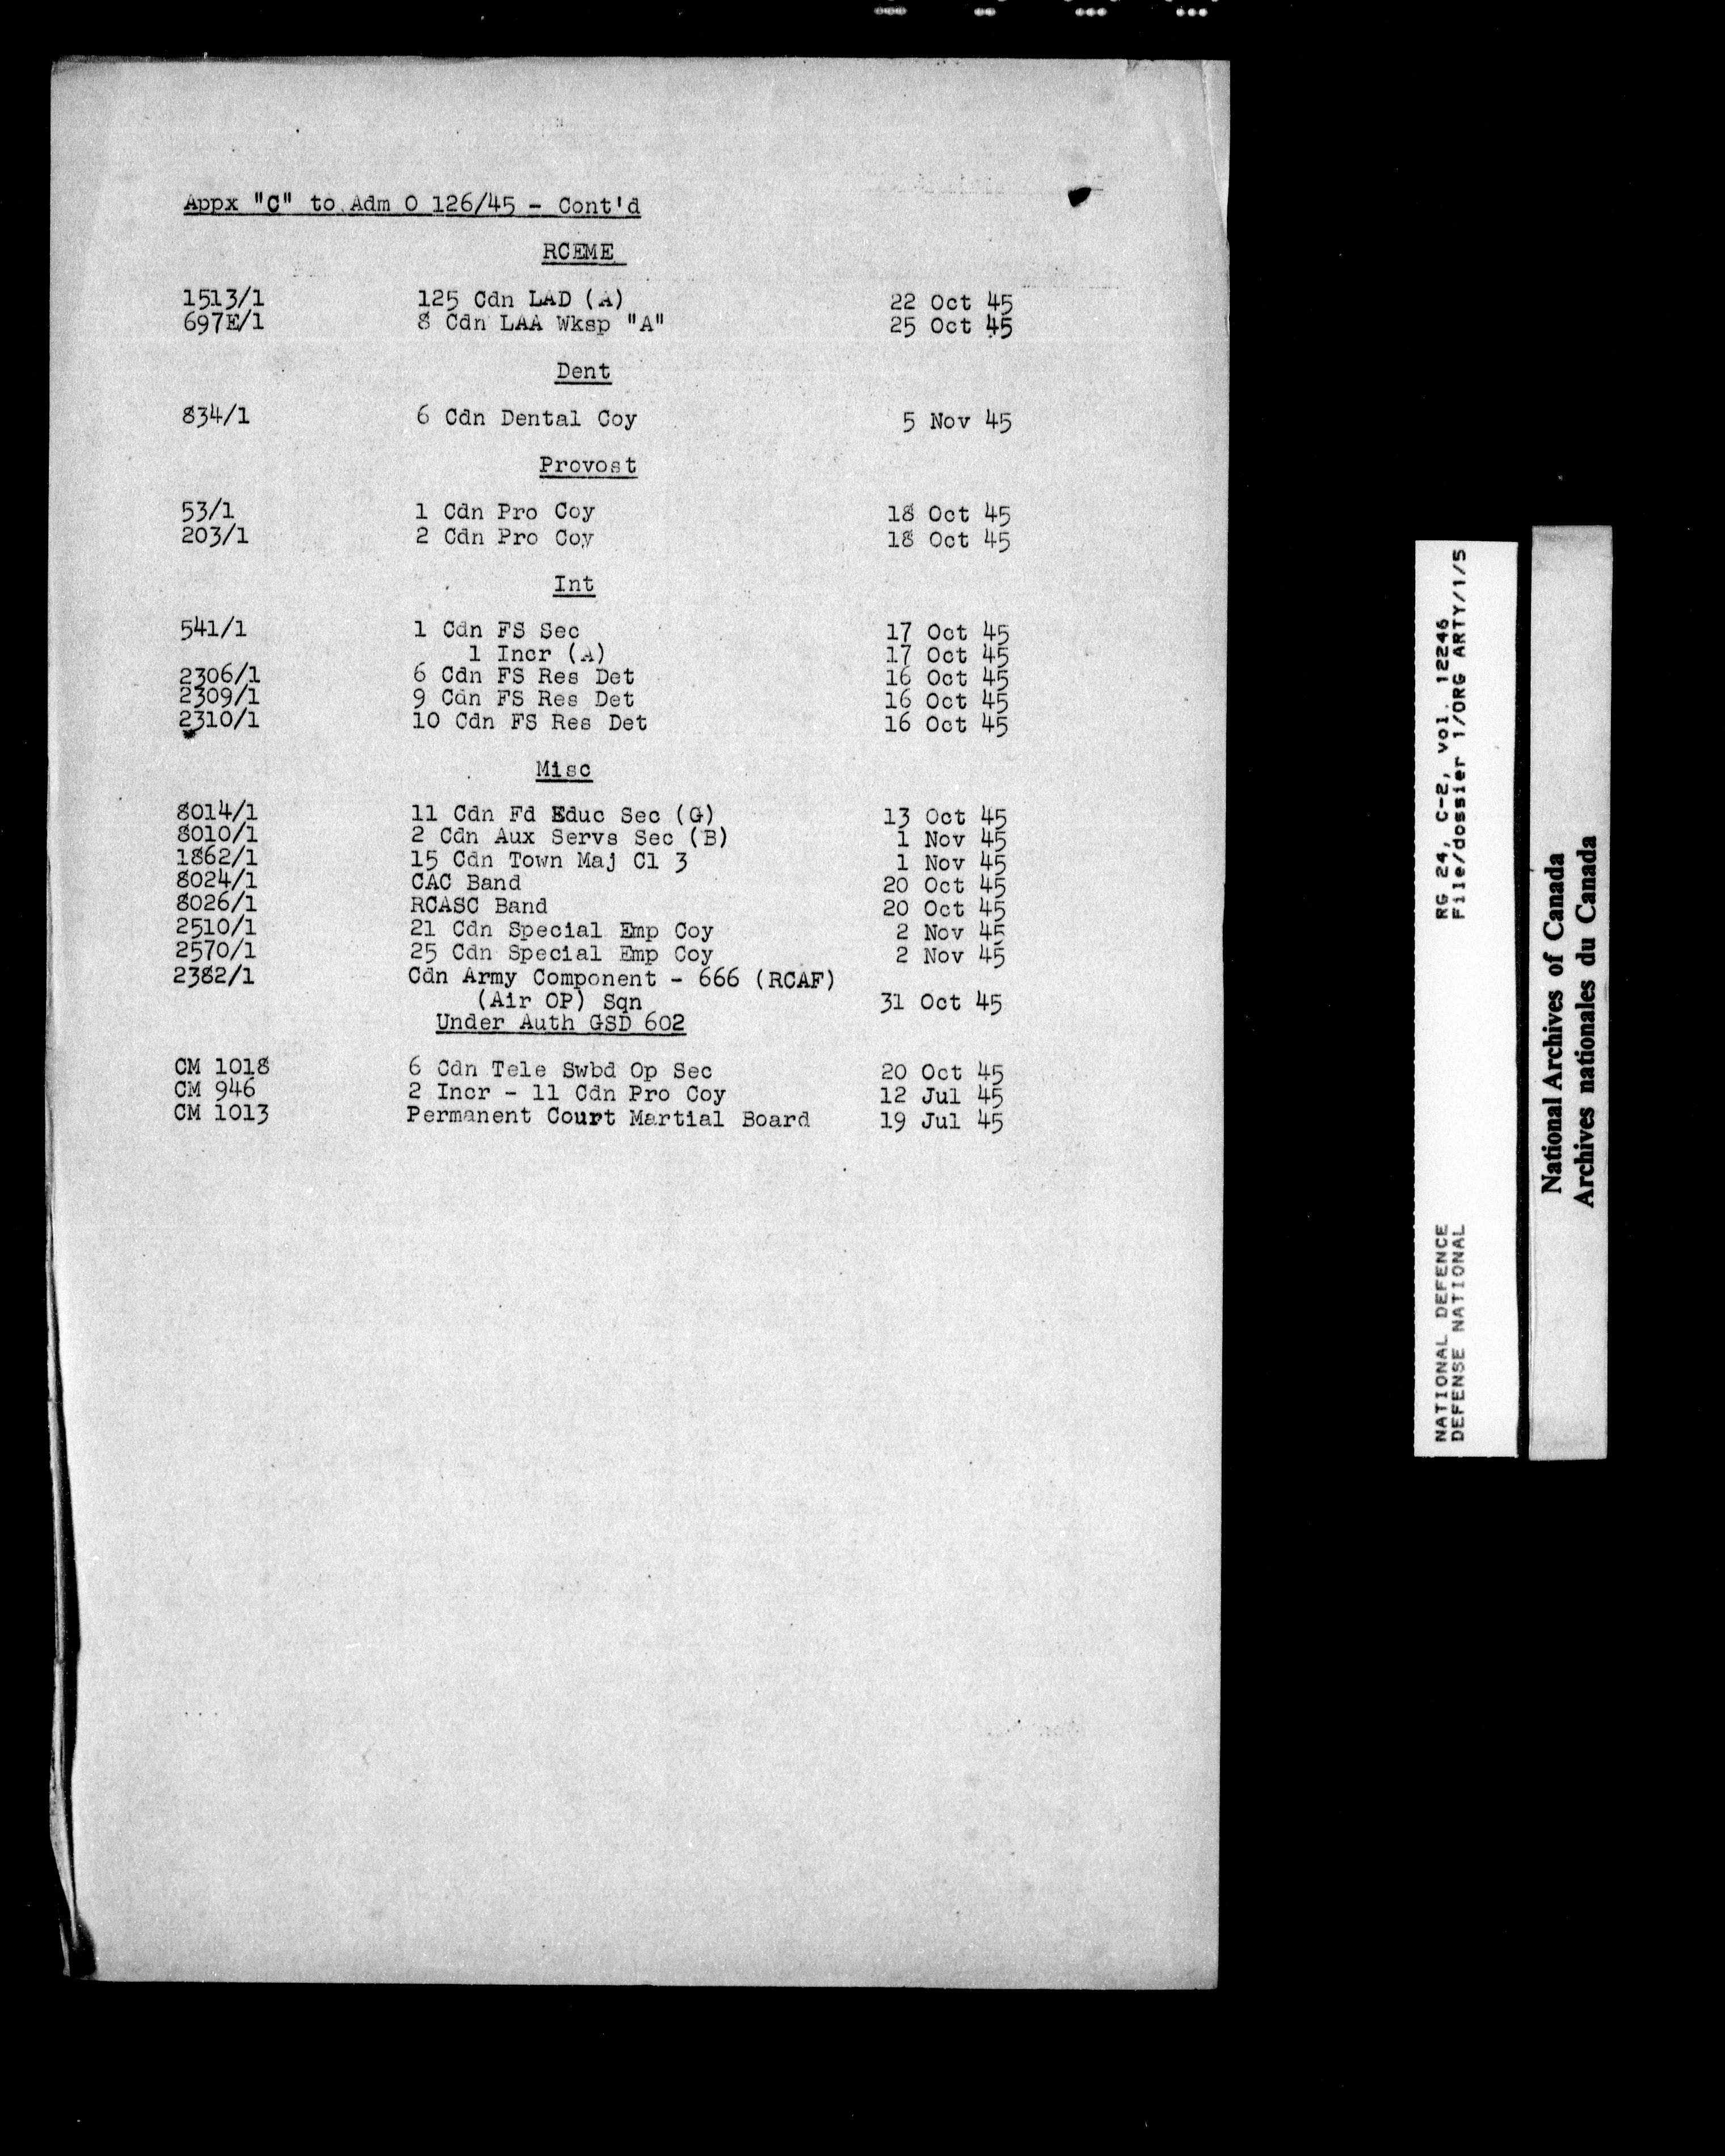 Appx "C" to Adm O 126/45 - Cont'd
RCEME
1513/1 125 Cdn LAD (A) 22 Oct 45
697E/1 8 Cdn LAA Wksp "A" 25 Oct 45
Dent
834/1 6 Cdn Dental Coy 5 Nov 45
Provost
53/1 1 Cdn Pro Coy 18 Oct 45
203/1 2 Cdn Pro Coy 18 Oct 45
Int
541/1 1 Cdn FS Sec 17 Oct 45
1 Incr (A) 17 Oct 45
2306/1 6 Cdn FS Res Det 16 Oct 45
2309/1 9 Cdn FS Res Det 16 Oct 45
2310/1 10 Cdn FS Res Det 16 Oct 45
Misc
8014/1 11 Cdn Fd Educ Sec (G) 13 Oct 45
8010/1 2 Cdn Aux Servs Sec (B) 1 Nov 45
1862/1 15 Cdn Town Maj Cl 3 1 Nov 45
8024/1 CAC Band 20 Oct 45
8026/1 RCASC Band 20 Oct 45
2510/1 21 Cdn Special Emp Coy 2 Nov 45
2570/1 25 Cdn Special Emp Coy 2 Nov 45
2382/1 Cdn Army Component - 666 (RCAF)
(Air OP) Sqn 31 Oct 45
Under Auth GSD 602
CM 1018 6 Cdn Tele Swbd Op Sec 20 Oct 45
CM 946 2 Incr - 11 Cdn Pro Coy 12 Jul 45
CM 1013 Permanent Court Martial Board 19 Jul 45
NATIONAL DEFENCE RG 24, C-2, vol. 12246
DEFENSE NATIONAL File/dossier 1/ORG ARTY/1/5
National Archives of Canada
Archives nationales du Canada